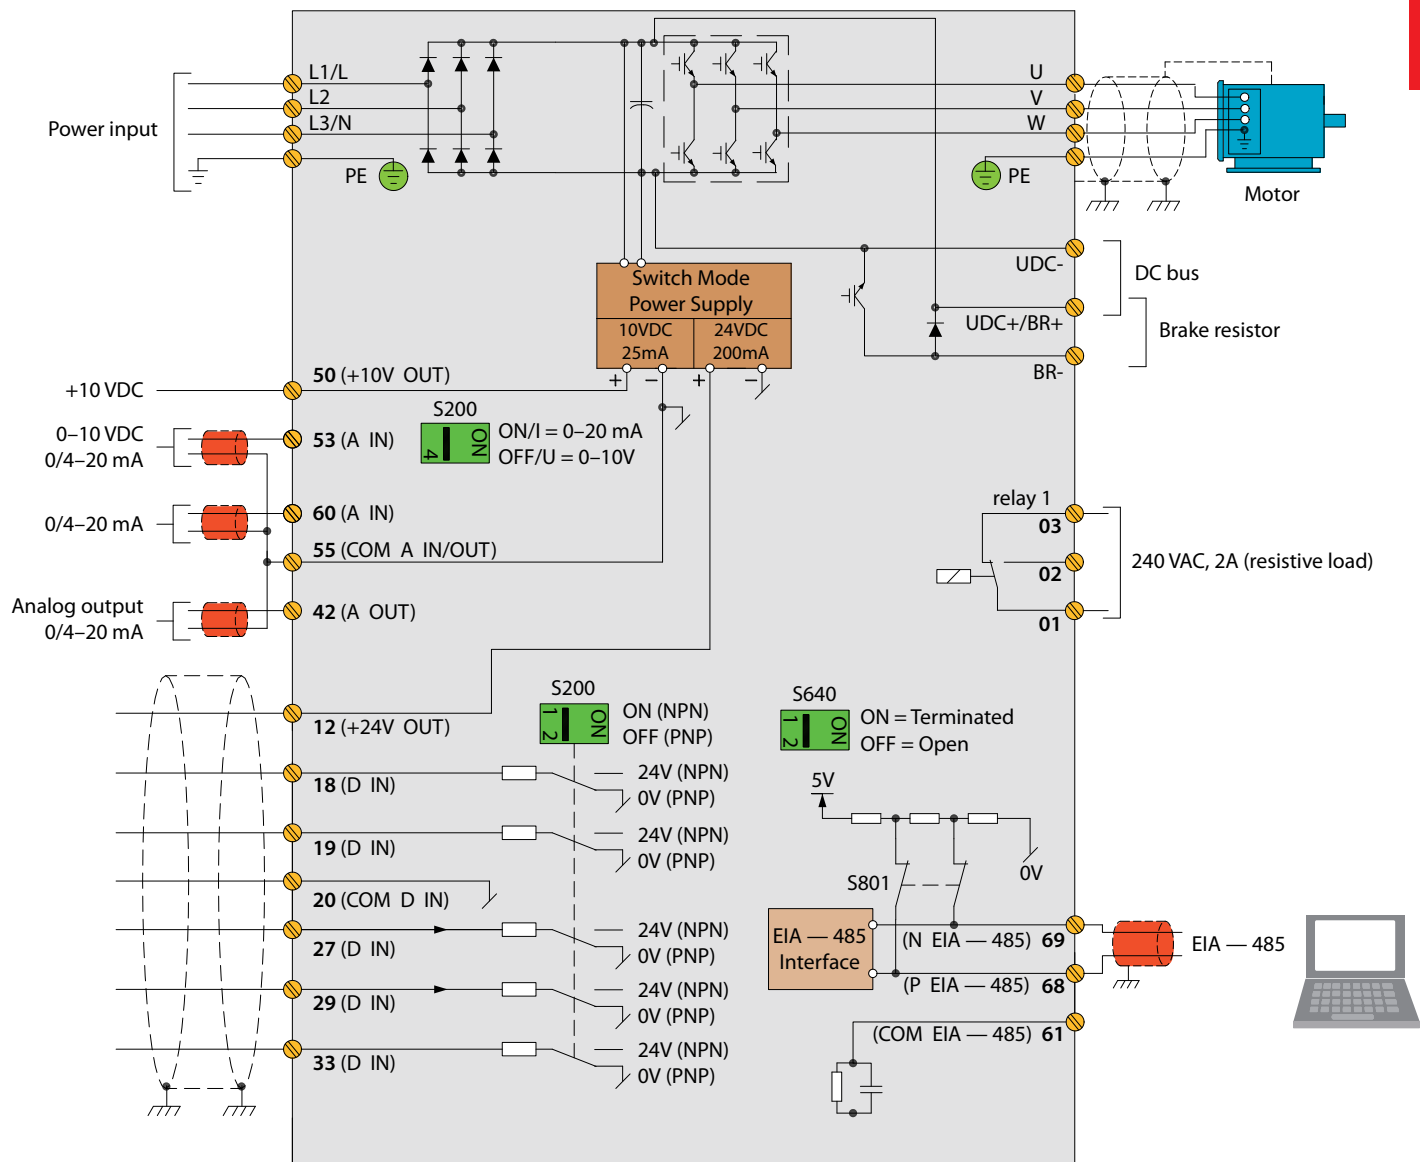 L1/L
L2
L3/N
Power input
PE
U
V
W
PE
Motor
UDC-
DC bus
UDC+/BR+
Brake resistor
BR-
Switch Mode
Power Supply
10VDC
25mA
24VDC
200mA
+ − + −
+10 VDC
50 (+10V OUT)
0–10 VDC
0/4–20 mA
53 (A IN)
S200
ON
4
ON/I = 0–20 mA
OFF/U = 0–10V
0/4–20 mA
60 (A IN)
55 (COM A IN/OUT)
Analog output
0/4–20 mA
42 (A OUT)
relay 1
03
02
01
240 VAC, 2A (resistive load)
12 (+24V OUT)
S200
ON
1 2
ON (NPN)
OFF (PNP)
S640
ON
1 2
ON = Terminated
OFF = Open
18 (D IN)
24V (NPN)
0V (PNP)
19 (D IN)
24V (NPN)
0V (PNP)
20 (COM D IN)
27 (D IN)
24V (NPN)
0V (PNP)
29 (D IN)
24V (NPN)
0V (PNP)
33 (D IN)
24V (NPN)
0V (PNP)
5V
0V
S801
EIA — 485
Interface
(N EIA — 485) 69
(P EIA — 485) 68
(COM EIA — 485) 61
EIA — 485